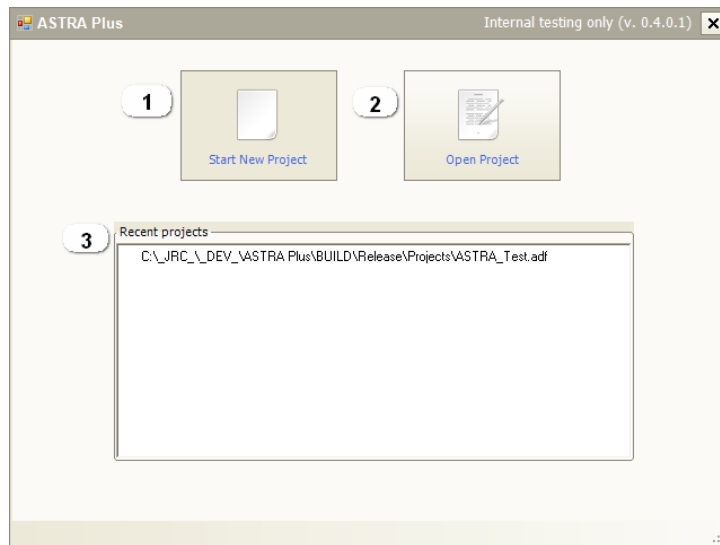 ASTRA Plus
Internal testing only (v. 0.4.0.1)
1
Start New Project
2
Open Project
3
Recent projects
C:\_JRC_\_DEV_\ASTRA Plus\BUILD\Release\Projects\ASTRA_Test.adf